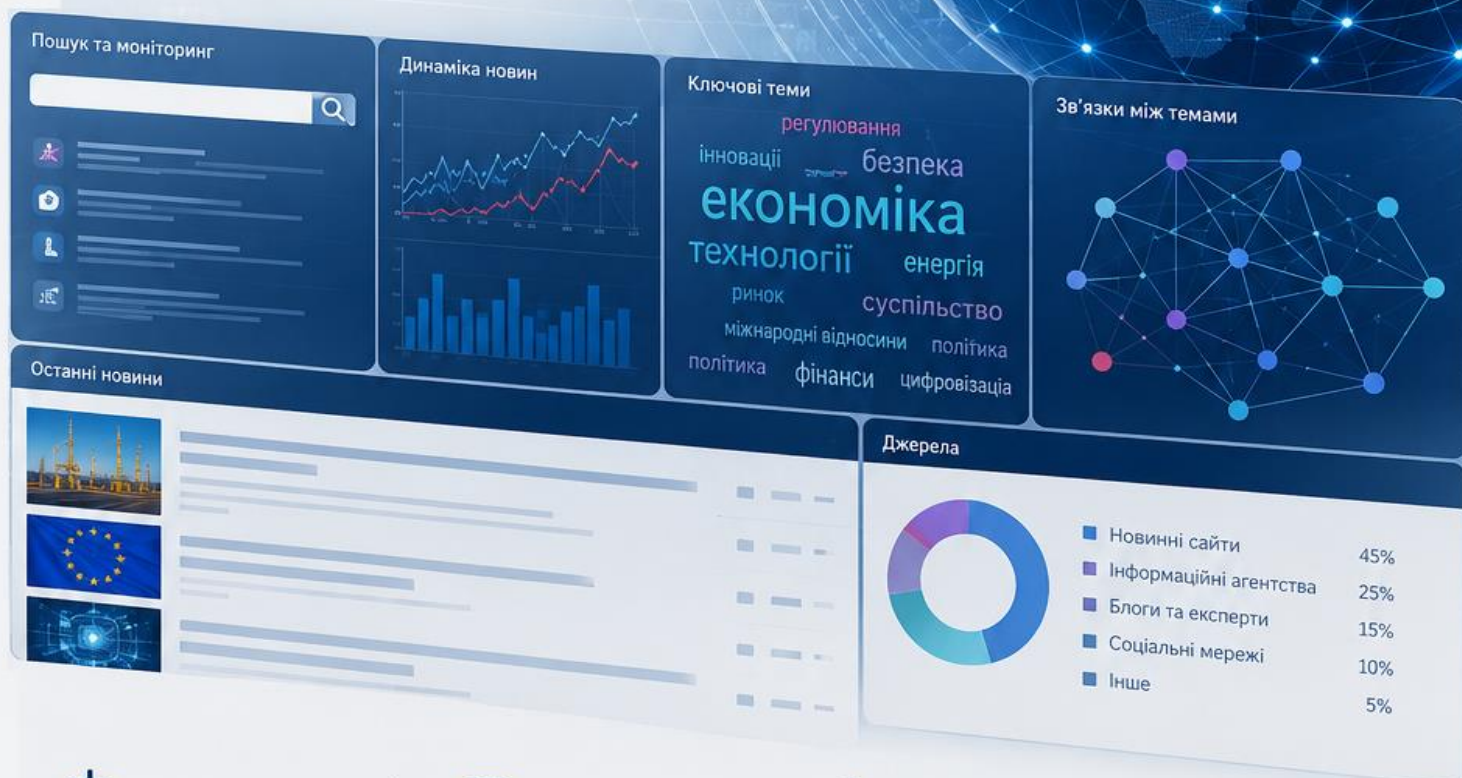 Пошук та моніторинг
Динаміка новин
Ключові теми
регулювання
інновації
безпека
економіка
технології
енергія
ринок
суспільство
міжнародні відносини
політика
політика
фінанси
цифровізаціа
Зв'язки між темами
Останні новини
Джерела
Новинні сайти 45%
Інформаційні агентства 25%
Блоги та експерти 15%
Соціальні мережі 10%
Інше 5%